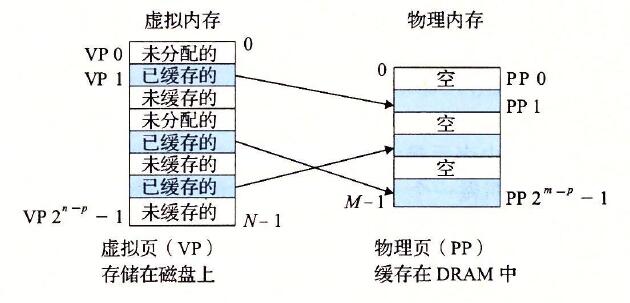 虚拟内存
物理内存
VP 0 未分配的 0
VP 1 已缓存的
未缓存的
未分配的
已缓存的
未缓存的
已缓存的
VP 2ⁿ⁻ᵖ − 1 未缓存的 N−1
0 空 PP 0
PP 1
空
空
M−1 PP 2ᵐ⁻ᵖ − 1
虚拟页（VP）
存储在磁盘上
物理页（PP）
缓存在 DRAM 中